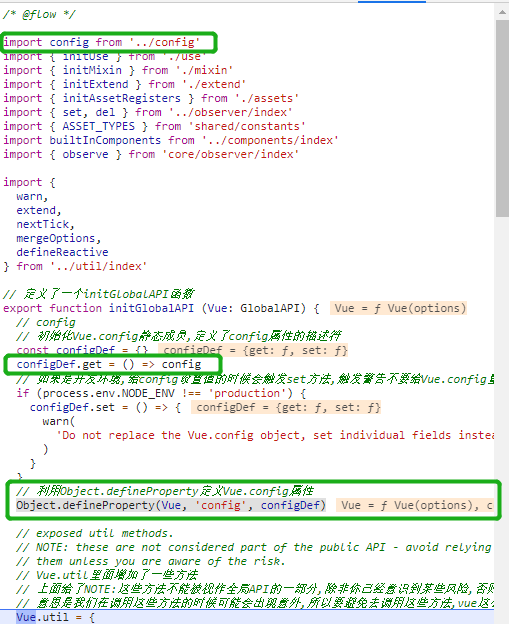 /* @flow */
import config from '../config'
import { initUse } from './use'
import { initMixin } from './mixin'
import { initExtend } from './extend'
import { initAssetRegisters } from './assets'
import { set, del } from '../observer/index'
import { ASSET_TYPES } from 'shared/constants'
import builtInComponents from '../components/index'
import { observe } from 'core/observer/index'
import {
warn,
extend,
nextTick,
mergeOptions,
defineReactive
} from '../util/index'
// 定义了一个initGlobalAPI函数
export function initGlobalAPI (Vue: GlobalAPI) { Vue = ƒ Vue(options)
// config
// 初始化Vue.config静态成员,定义了config属性的描述符
const configDef = {} configDef = {get: ƒ, set: ƒ}
configDef.get = () => config
// 如果是开发环境,给config设置值的时候会触发set方法,触发警告不要给Vue.config重
if (process.env.NODE_ENV !== 'production') {
configDef.set = () => { configDef = {get: ƒ, set: ƒ}
warn(
'Do not replace the Vue.config object, set individual fields instea
)
}
}
// 利用Object.defineProperty定义Vue.config属性
Object.defineProperty(Vue, 'config', configDef) Vue = ƒ Vue(options), c
// exposed util methods.
// NOTE: these are not considered part of the public API - avoid relying
// them unless you are aware of the risk.
// Vue.util里面增加了一些方法
// 上面给了NOTE:这些方法不能被视作全局API的一部分,除非你已经意识到某些风险,否则
// 意思是我们在调用这些方法的时候可能会出现意外,所以要避免去调用这些方法,vue这么
Vue.util = {